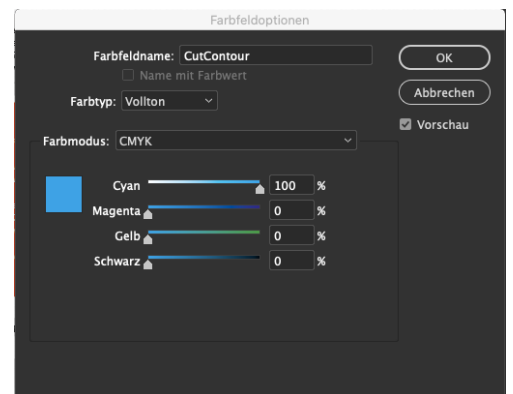 Farbfeldoptionen
Farbfeldname: CutContour
Name mit Farbwert
Farbtyp: Vollton
Farbmodus: CMYK
Cyan 100 %
Magenta 0 %
Gelb 0 %
Schwarz 0 %
OK
Abbrechen
Vorschau